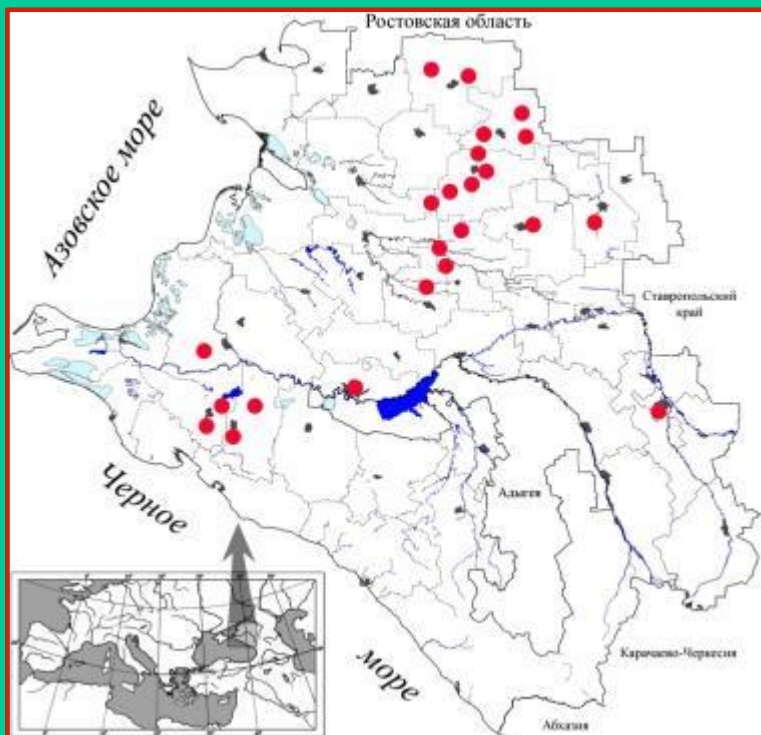 Ростовская область
Азовское море
Ставропольский
край
Черное
Адыгея
море
Карачаево-Черкесия
Абхазия